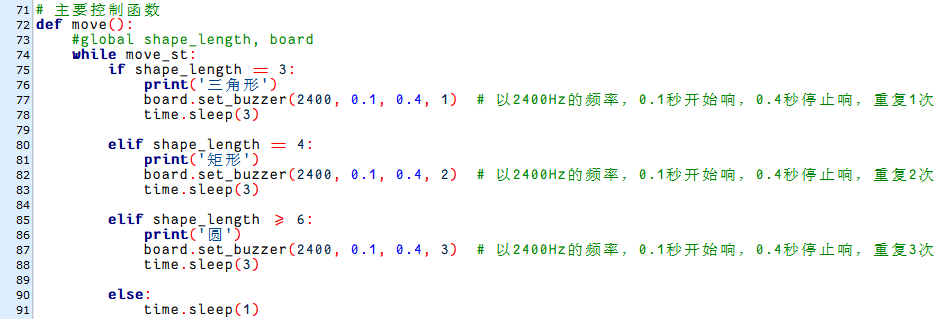 71 # 主要控制函数
72 def move():
73     #global shape_length, board
74     while move_st:
75         if shape_length == 3:
76             print('三角形')
77             board.set_buzzer(2400, 0.1, 0.4, 1)  # 以2400Hz的频率，0.1秒开始响，0.4秒停止响，重复1次
78             time.sleep(3)
79
80         elif shape_length == 4:
81             print('矩形')
82             board.set_buzzer(2400, 0.1, 0.4, 2)  # 以2400Hz的频率，0.1秒开始响，0.4秒停止响，重复2次
83             time.sleep(3)
84
85         elif shape_length ⩾ 6:
86             print('圆')
87             board.set_buzzer(2400, 0.1, 0.4, 3)  # 以2400Hz的频率，0.1秒开始响，0.4秒停止响，重复3次
88             time.sleep(3)
89
90         else:
91             time.sleep(1)